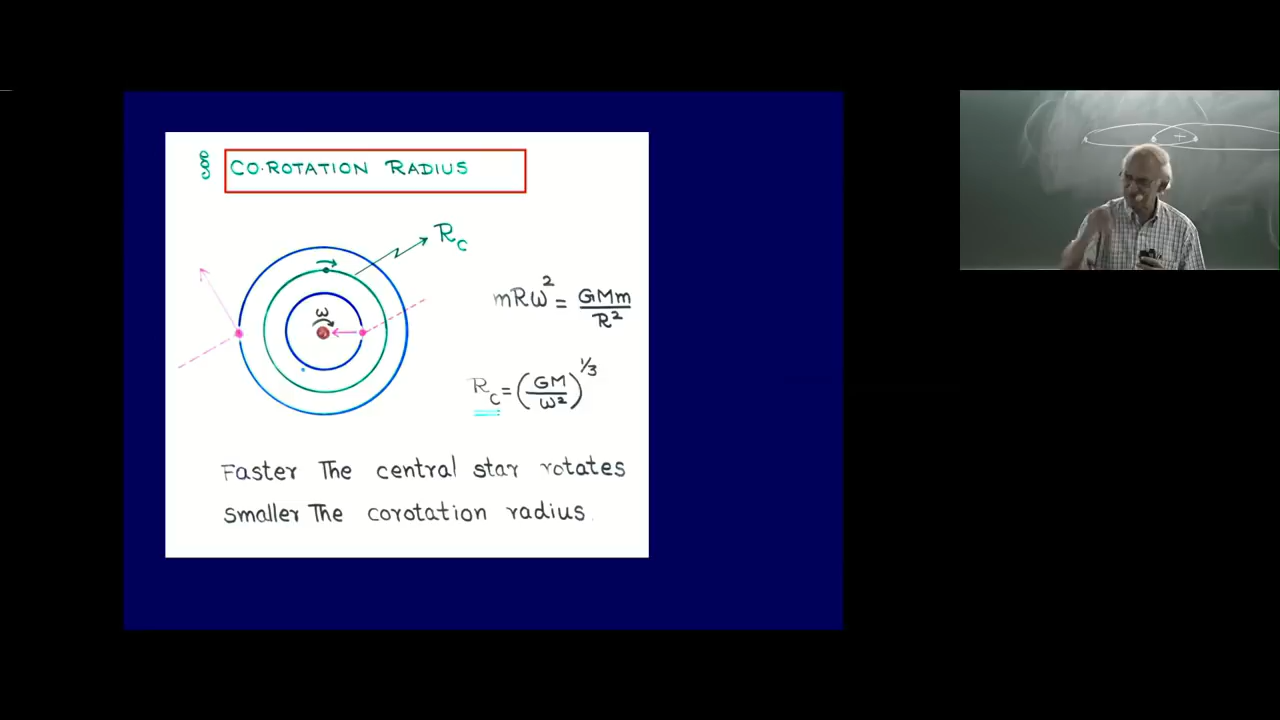 § CO·ROTATION RADIUS
R_C
ω
mRω² = GMm/R²
R_C = (GM/ω²)^1/3
Faster The central star rotates
smaller The corotation radius.